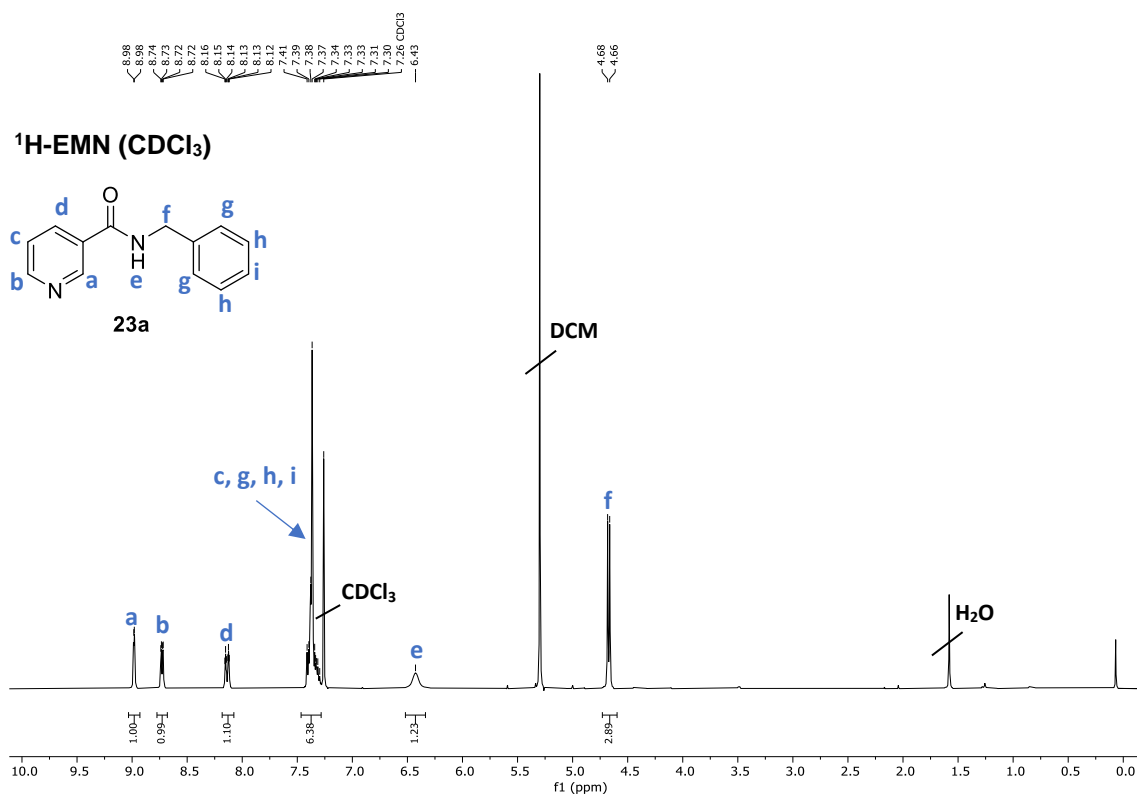 8.98
8.98
8.74
8.73
8.72
8.72
8.16
8.15
8.14
8.13
8.13
8.12
7.41
7.39
7.38
7.37
7.34
7.33
7.33
7.31
7.30
7.26 CDCl3
6.43
4.68
4.66
¹H-EMN (CDCl₃)
O
d
f
g
c
h
N
H
i
b
a
e
g
N
h
23a
DCM
c, g, h, i
f
CDCl₃
H₂O
a
b
d
e
1.00
0.99
1.10
6.38
1.23
2.89
10.0 9.5 9.0 8.5 8.0 7.5 7.0 6.5 6.0 5.5 5.0 4.5 4.0 3.5 3.0 2.5 2.0 1.5 1.0 0.5 0.0
f1 (ppm)